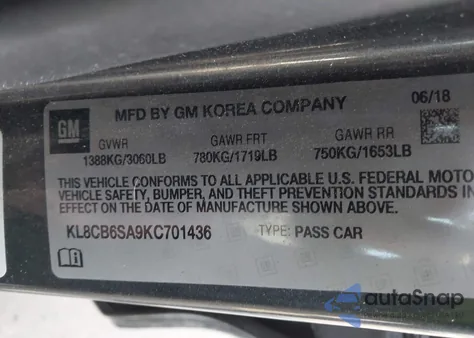 MFD BY GM KOREA COMPANY
06/18
GM
GVWR GAWR FRT GAWR RR
1388KG/3060LB 780KG/1719LB 750KG/1653LB
THIS VEHICLE CONFORMS TO ALL APPLICABLE U.S. FEDERAL MOTO
VEHICLE SAFETY, BUMPER, AND THEFT PREVENTION STANDARDS IN
EFFECT ON THE DATE OF MANUFACTURE SHOWN ABOVE.
KL8CB6SA9KC701436 TYPE: PASS CAR
autoSnap